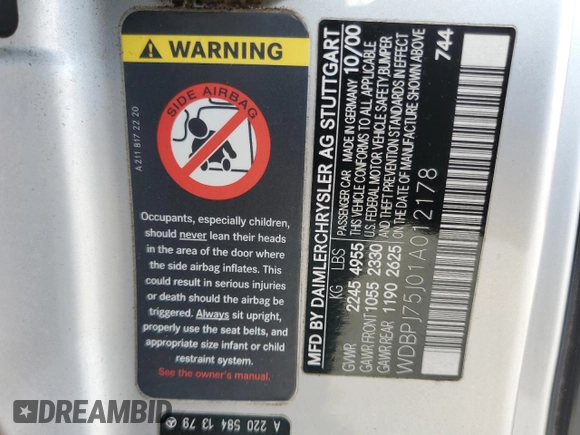 A 211 817 22 20
WARNING
SIDE AIRBAG
Occupants, especially children,
should never lean their heads
in the area of the door where
the side airbag inflates. This
could result in serious injuries
or death should the airbag be
triggered. Always sit upright,
properly use the seat belts, and
appropriate size infant or child
restraint system.
See the owner's manual.
A 220 584 13 79
MFD BY DAIMLERCHRYSLER AG STUTTGART
KG LBS PASSENGER CAR MADE IN GERMANY 10/00
GVWR 2245 4955 THIS VEHICLE CONFORMS TO ALL APPLICABLE
GAWR FRONT 1055 2330 U.S. FEDERAL MOTOR VEHICLE SAFETY, BUMPER
GAWR REAR 1190 2625 AND THEFT PREVENTION STANDARDS IN EFFECT
ON THE DATE OF MANUFACTURE SHOWN ABOVE
WDBPJ75J01A012178 744
DREAMBID